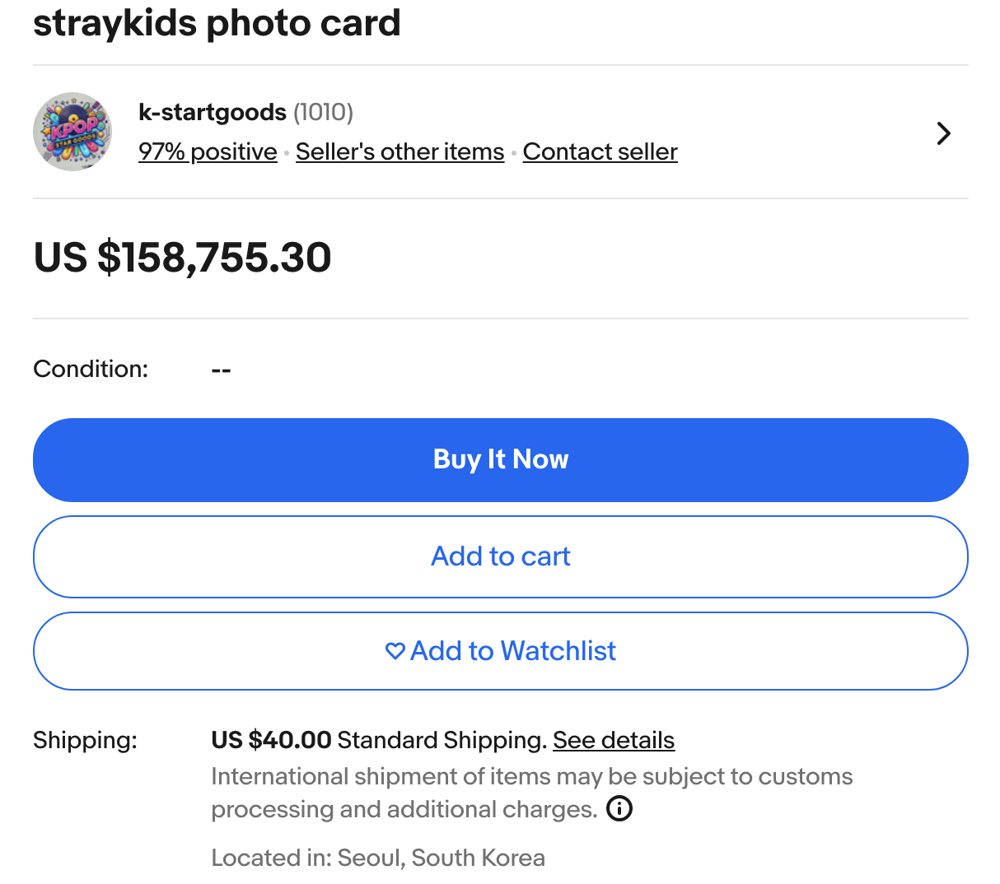 straykids photo card
KPOP
STAR GOODS
k-startgoods (1010)
97% positive • Seller's other items • Contact seller
US $158,755.30
Condition: --
Buy It Now
Add to cart
Add to Watchlist
Shipping: US $40.00 Standard Shipping. See details
International shipment of items may be subject to customs
processing and additional charges.
Located in: Seoul, South Korea